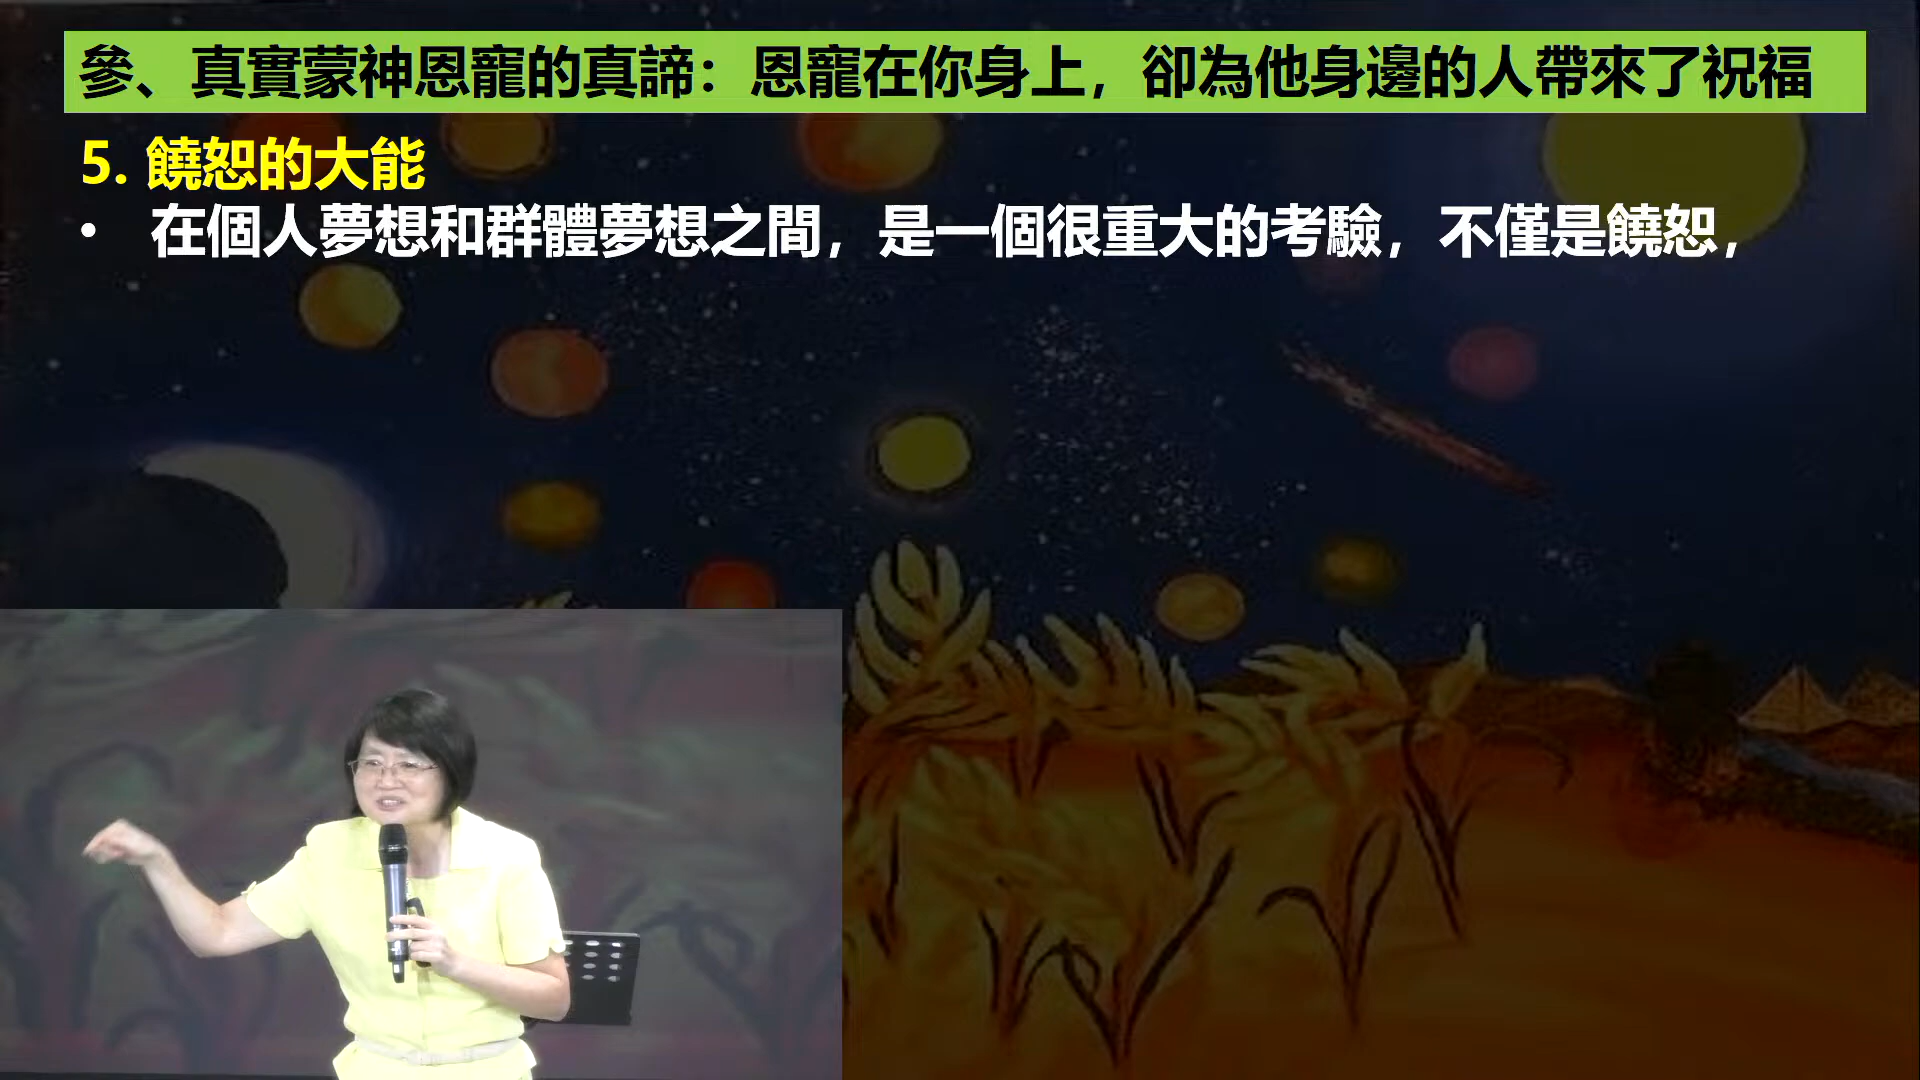 參、真實蒙神恩寵的真諦：恩寵在你身上，卻為他身邊的人帶來了祝福
5. 饒恕的大能
• 在個人夢想和群體夢想之間，是一個很重大的考驗，不僅是饒恕，